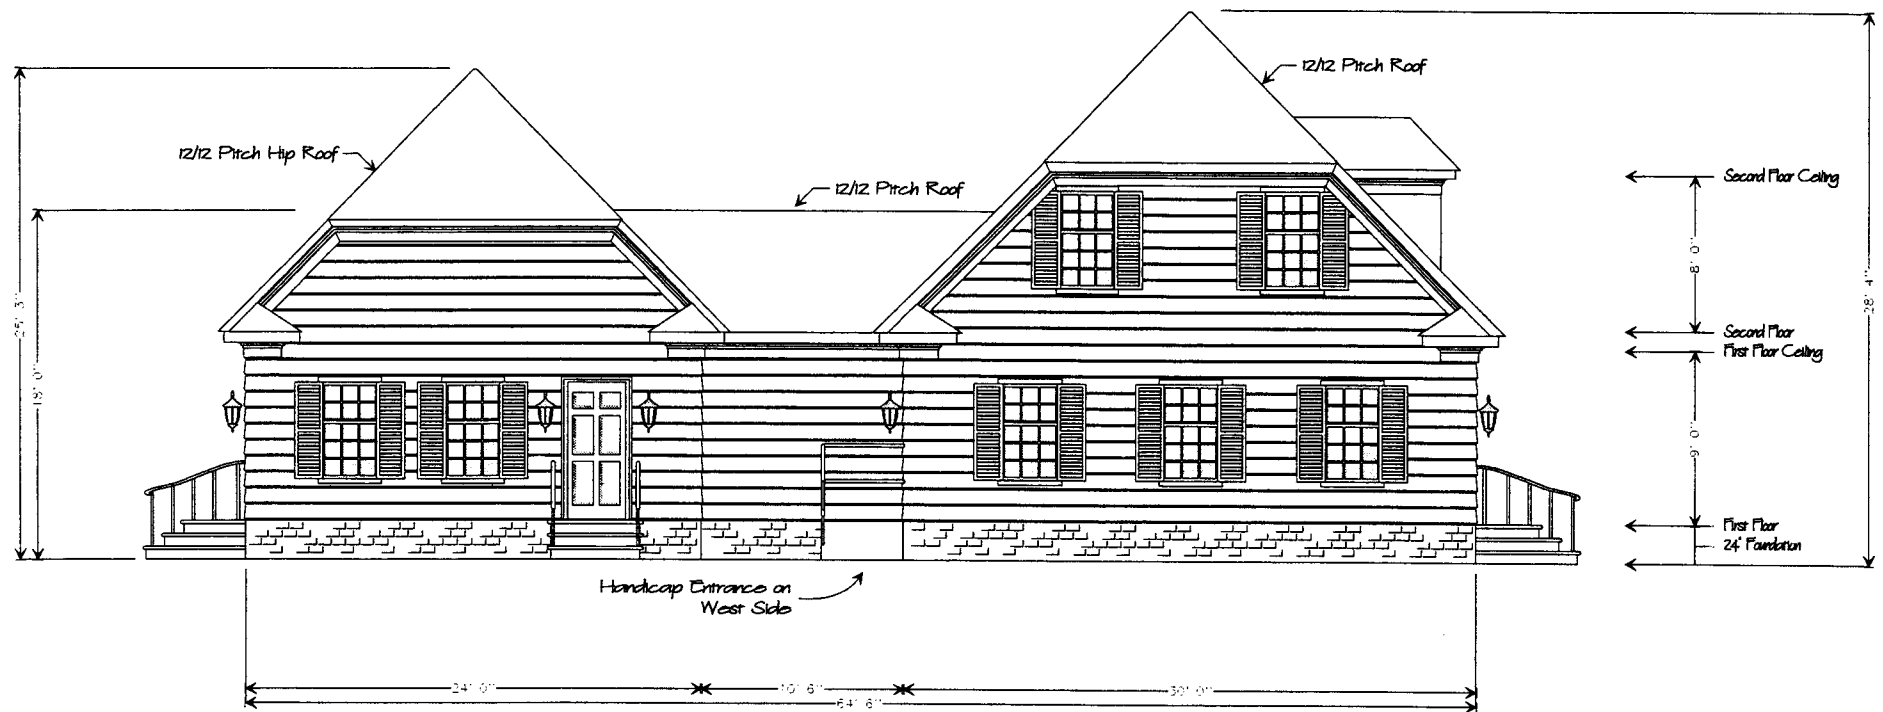 12/12 Pitch Roof
12/12 Pitch Hip Roof
12/12 Pitch Roof
Second Floor Ceiling
8' 0"
Second Floor
First Floor Ceiling
9' 0"
First Floor
24" Foundation
25' 3"
18' 0"
28' 4"
Handicap Entrance on
West Side
24' 0"
10' 6"
30' 0"
64' 6"